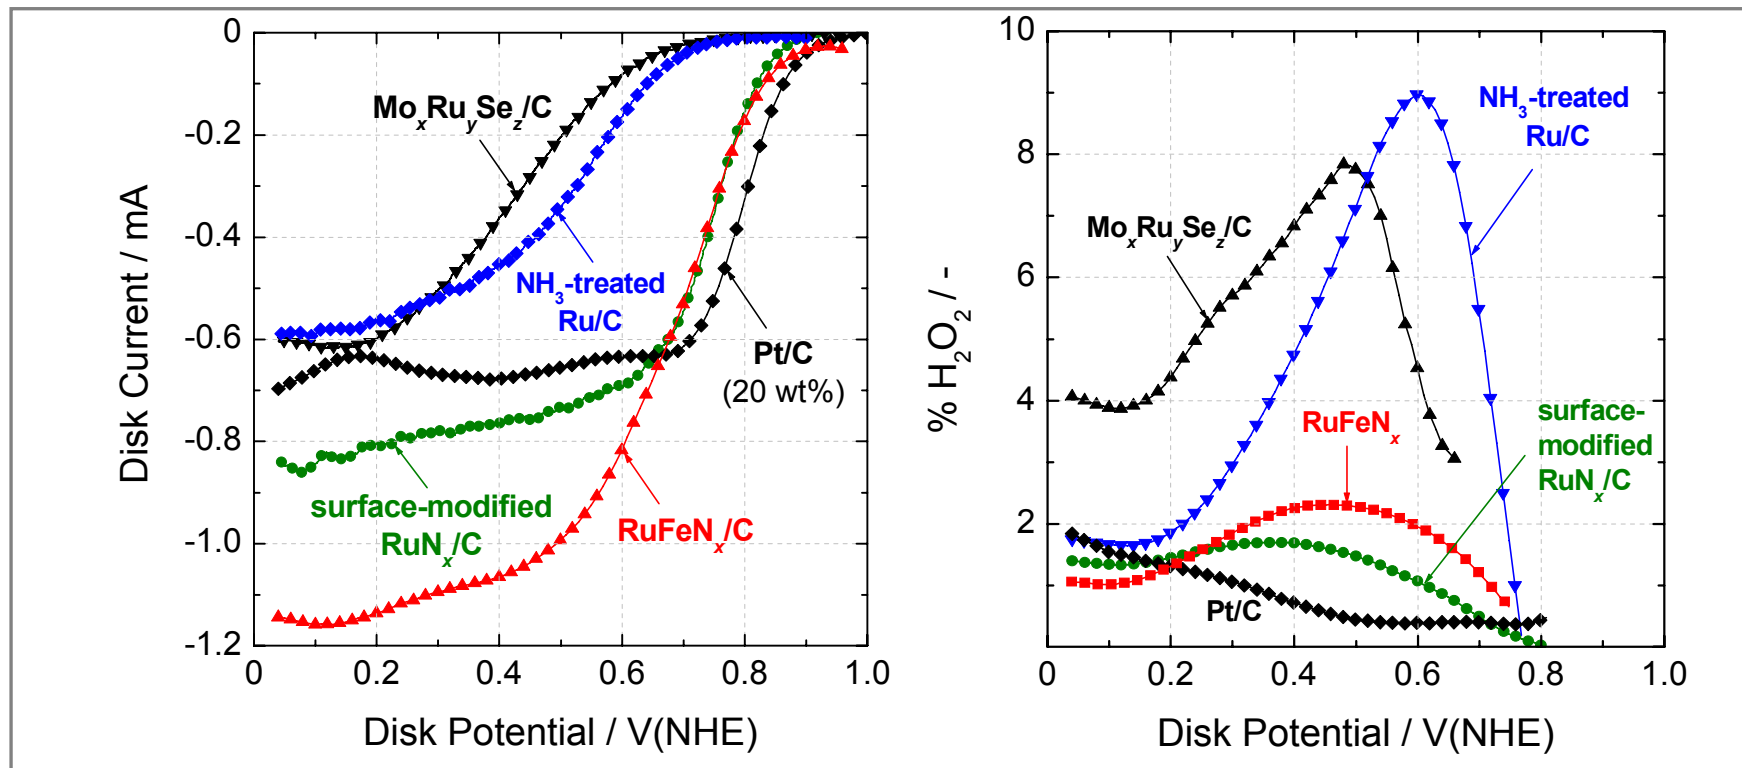 0
-0.2
-0.4
-0.6
-0.8
-1.0
-1.2
Disk Current / mA
0
0.2
0.4
0.6
0.8
1.0
Disk Potential / V(NHE)
MoxRuySez/C
NH3-treated
Ru/C
Pt/C
(20 wt%)
surface-modified
RuNx/C
RuFeNx/C
10
8
6
4
2
% H2O2 / -
0
0.2
0.4
0.6
0.8
1.0
Disk Potential / V(NHE)
NH3-treated
Ru/C
MoxRuySez/C
RuFeNx
surface-
modified
RuNx/C
Pt/C